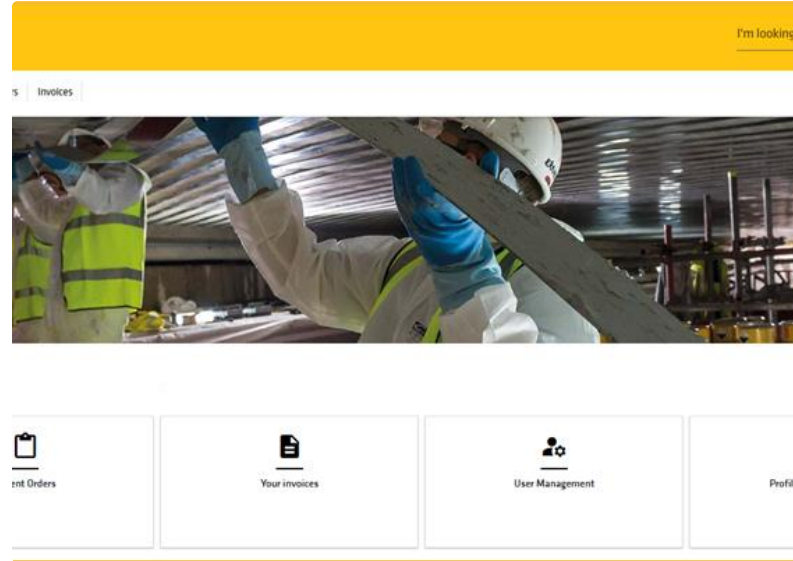 I'm looking
Invoices
ent Orders
Your invoices
User Management
Profil